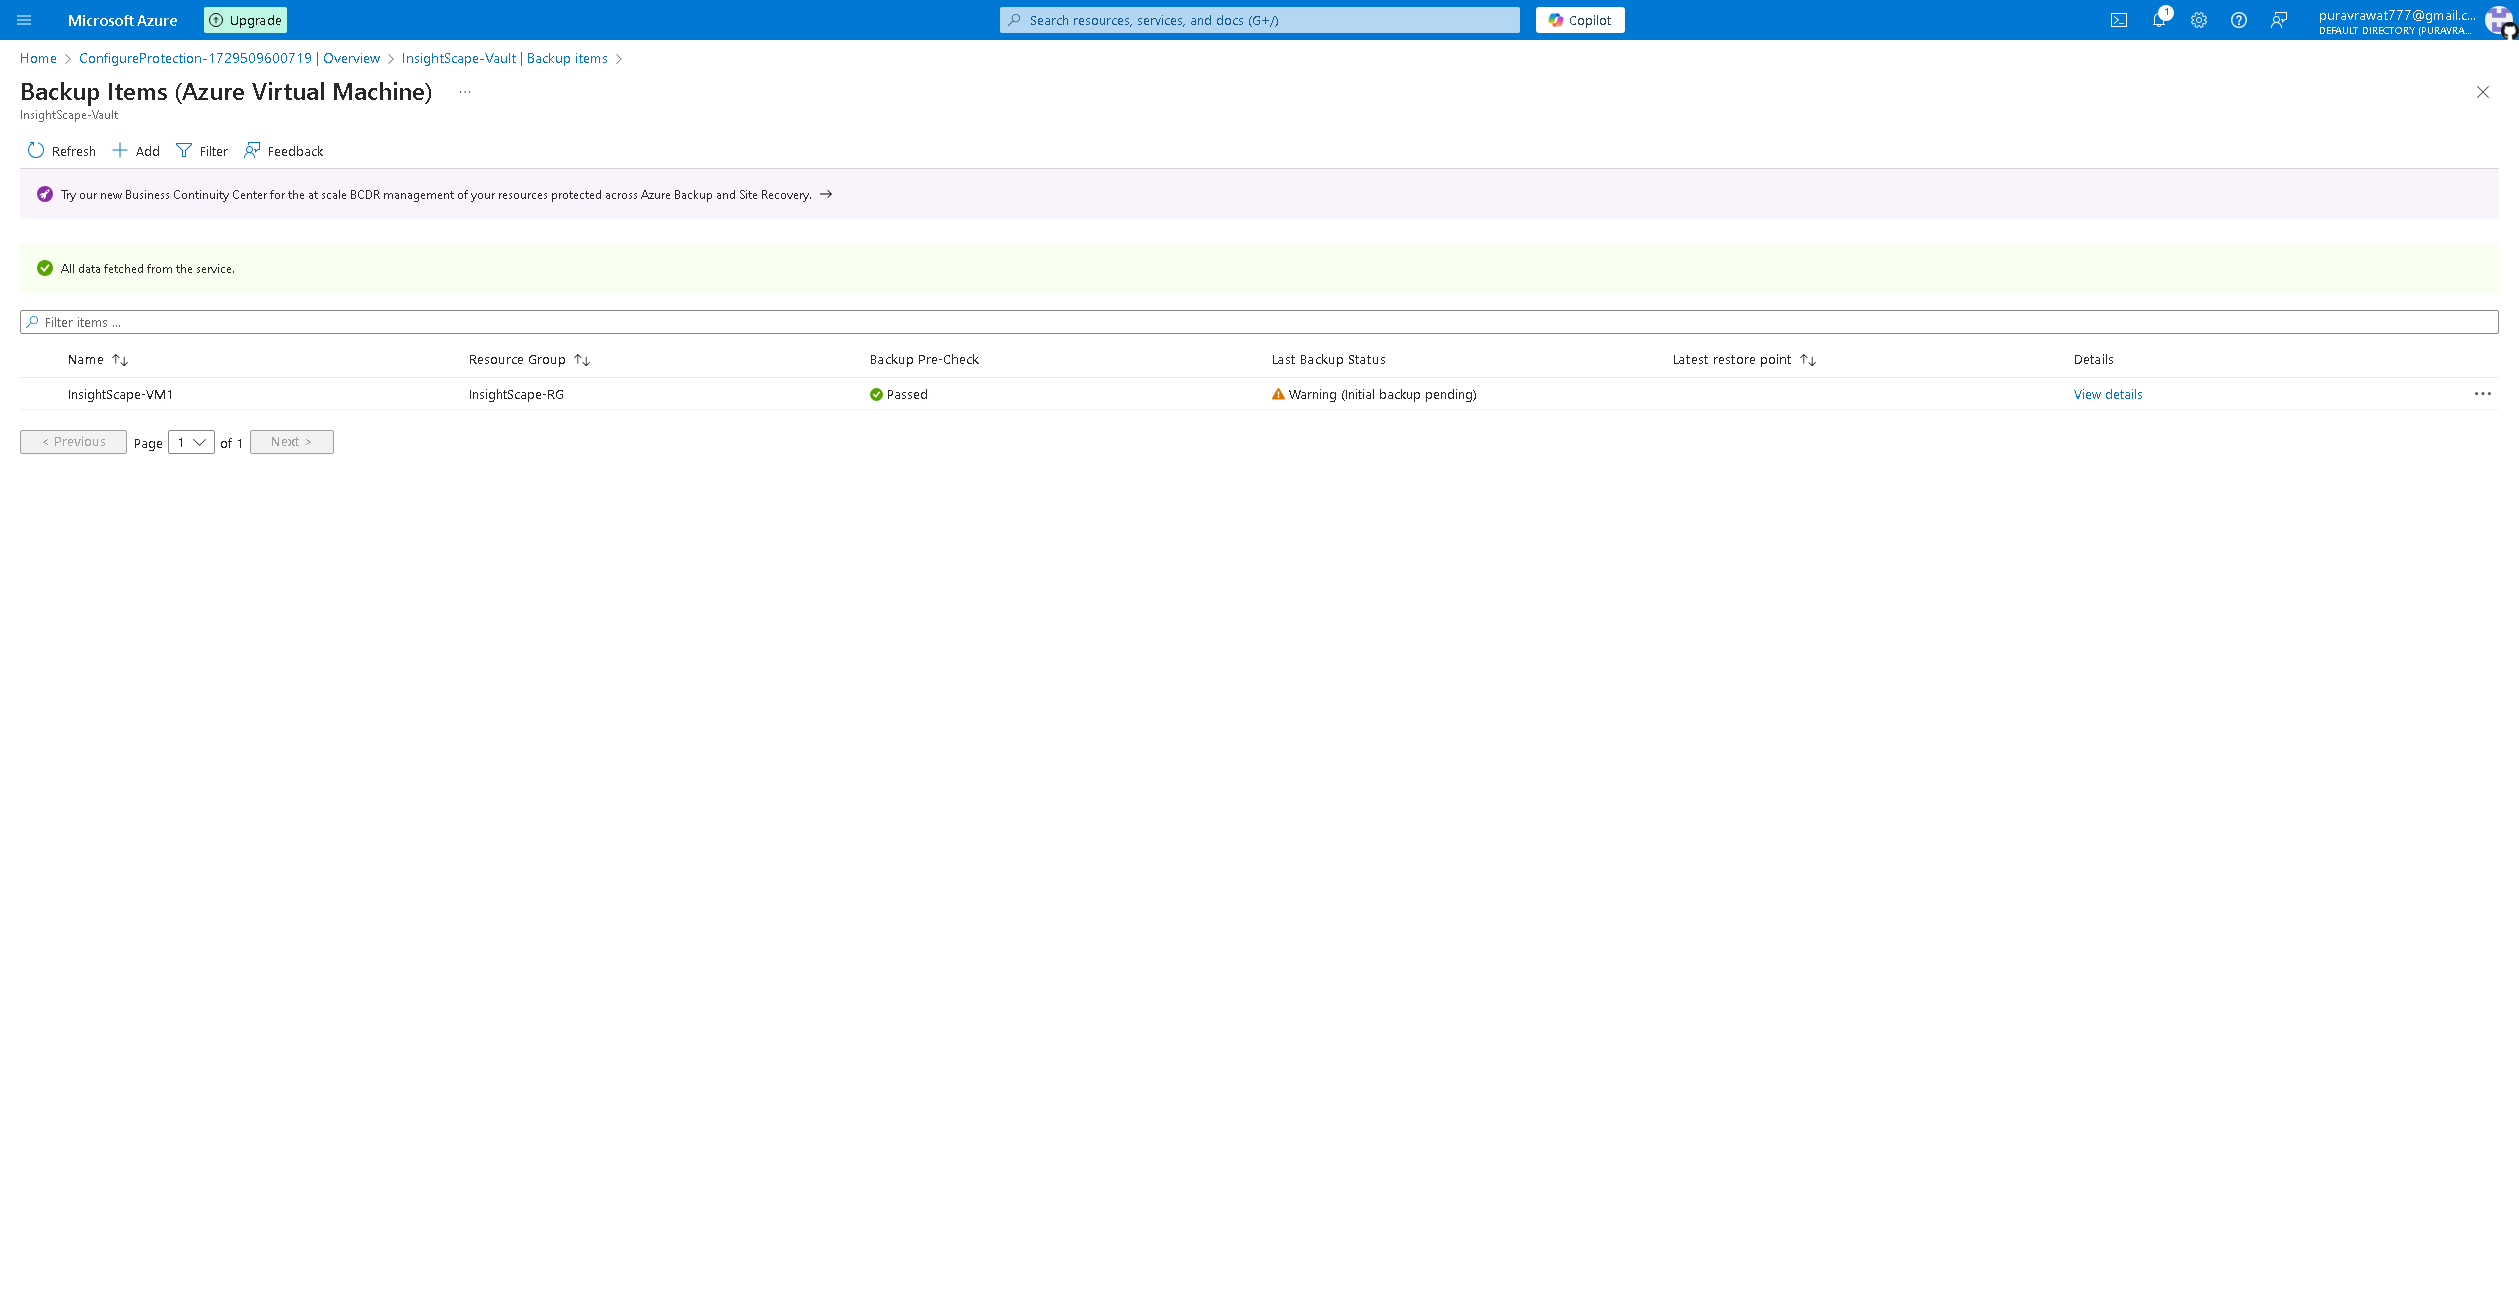 Microsoft Azure
Upgrade
Search resources, services, and docs (G+/)
Copilot
1
puravrawat777@gmail.c...
DEFAULT DIRECTORY (PURAVRA...
Home > ConfigureProtection-1729509600719 | Overview > InsightScape-Vault | Backup items >
Backup Items (Azure Virtual Machine) ...
InsightScape-Vault
Refresh Add Filter Feedback
Try our new Business Continuity Center for the at scale BCDR management of your resources protected across Azure Backup and Site Recovery. →
All data fetched from the service.
Filter items ...
Name ↑↓ Resource Group ↑↓ Backup Pre-Check Last Backup Status Latest restore point ↑↓ Details
InsightScape-VM1 InsightScape-RG Passed Warning (Initial backup pending) View details ...
< Previous Page 1 of 1 Next >